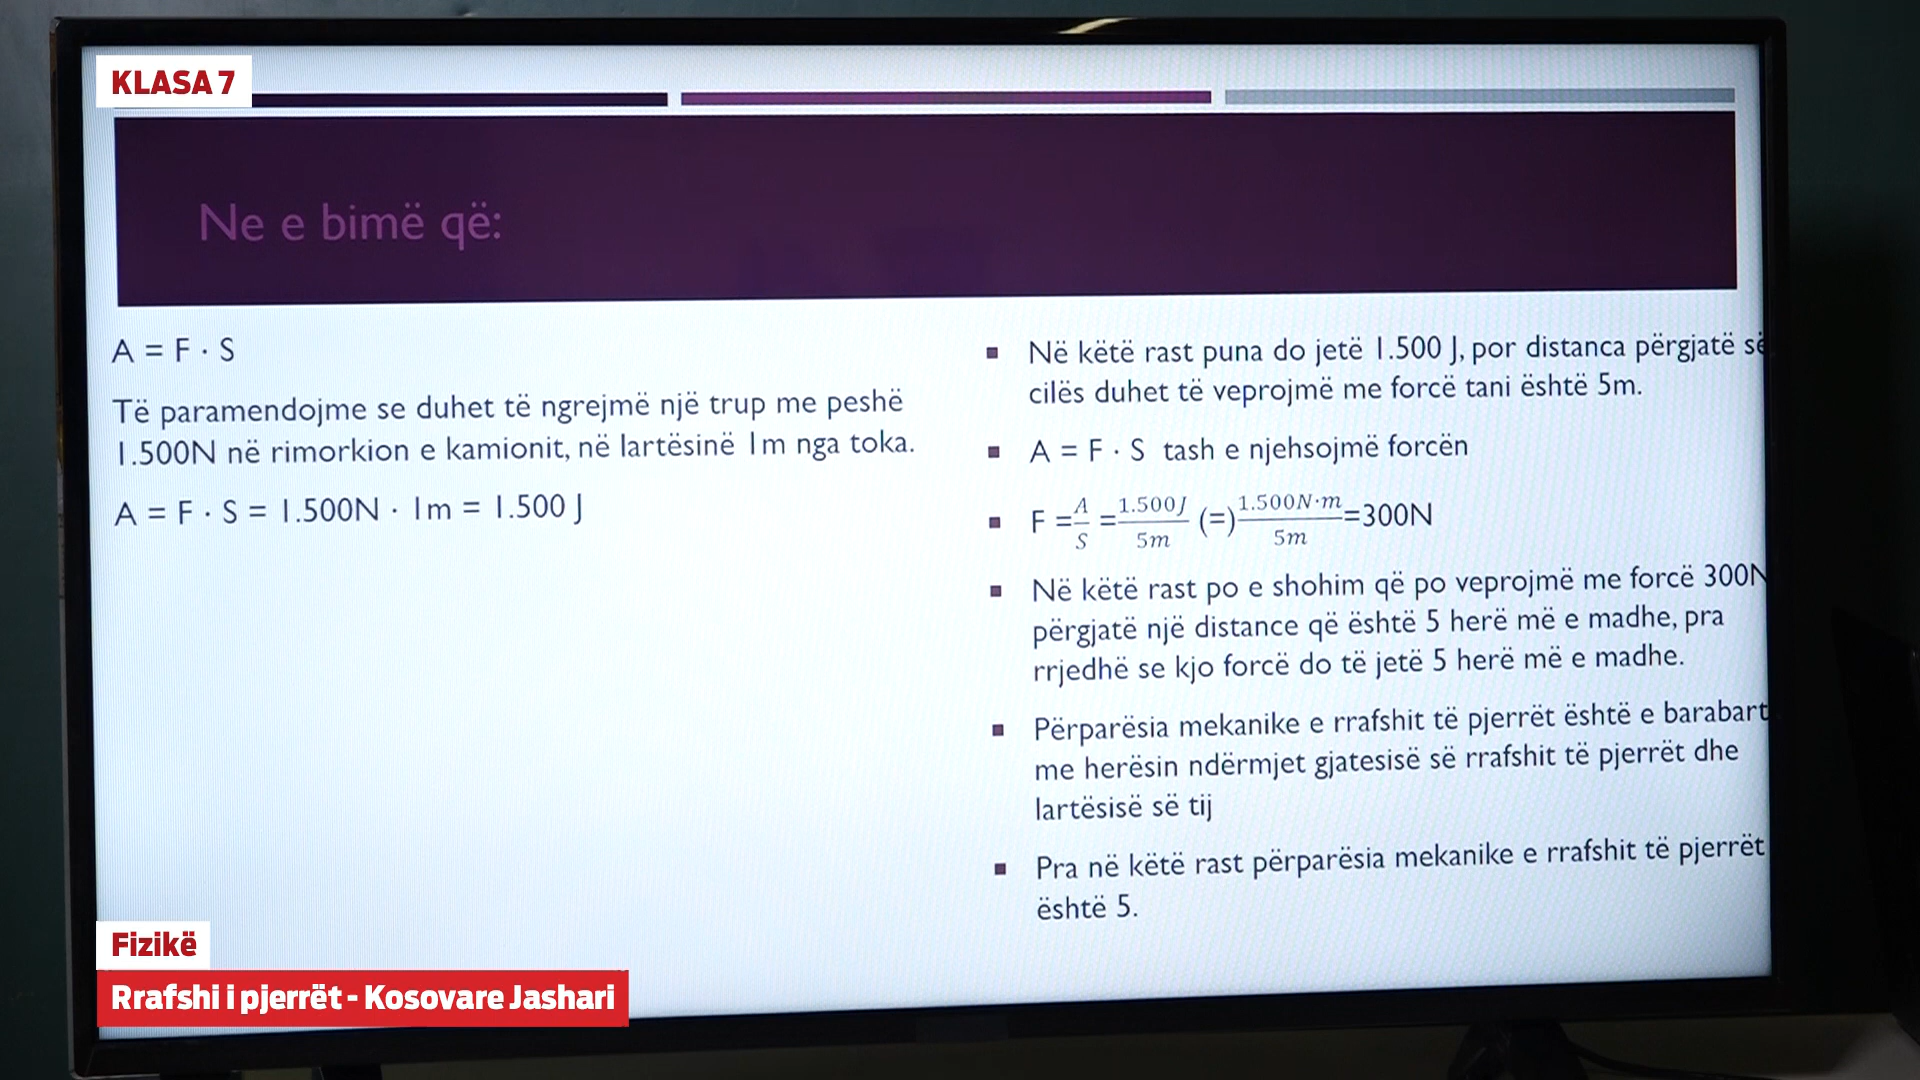 KLASA 7
Ne e bimë që:
A = F · S
Të paramendojme se duhet të ngrejmë një trup me peshë
1.500N në rimorkion e kamionit, në lartësinë 1m nga toka.
A = F · S = 1.500N · 1m = 1.500 J
Në këtë rast puna do jetë 1.500 J, por distanca përgjatë së
cilës duhet të veprojmë me forcë tani është 5m.
A = F · S tash e njehsojmë forcën
F = A/S = 1.500J/5m (=) 1.500N·m/5m =300N
Në këtë rast po e shohim që po veprojmë me forcë 300N
përgjatë një distance që është 5 herë më e madhe, pra
rrjedhë se kjo forcë do të jetë 5 herë më e madhe.
Përparësia mekanike e rrafshit të pjerrët është e barabart
me herësin ndërmjet gjatesisë së rrafshit të pjerrët dhe
lartësisë së tij
Pra në këtë rast përparësia mekanike e rrafshit të pjerrët
është 5.
Fizikë
Rrafshi i pjerrët - Kosovare Jashari